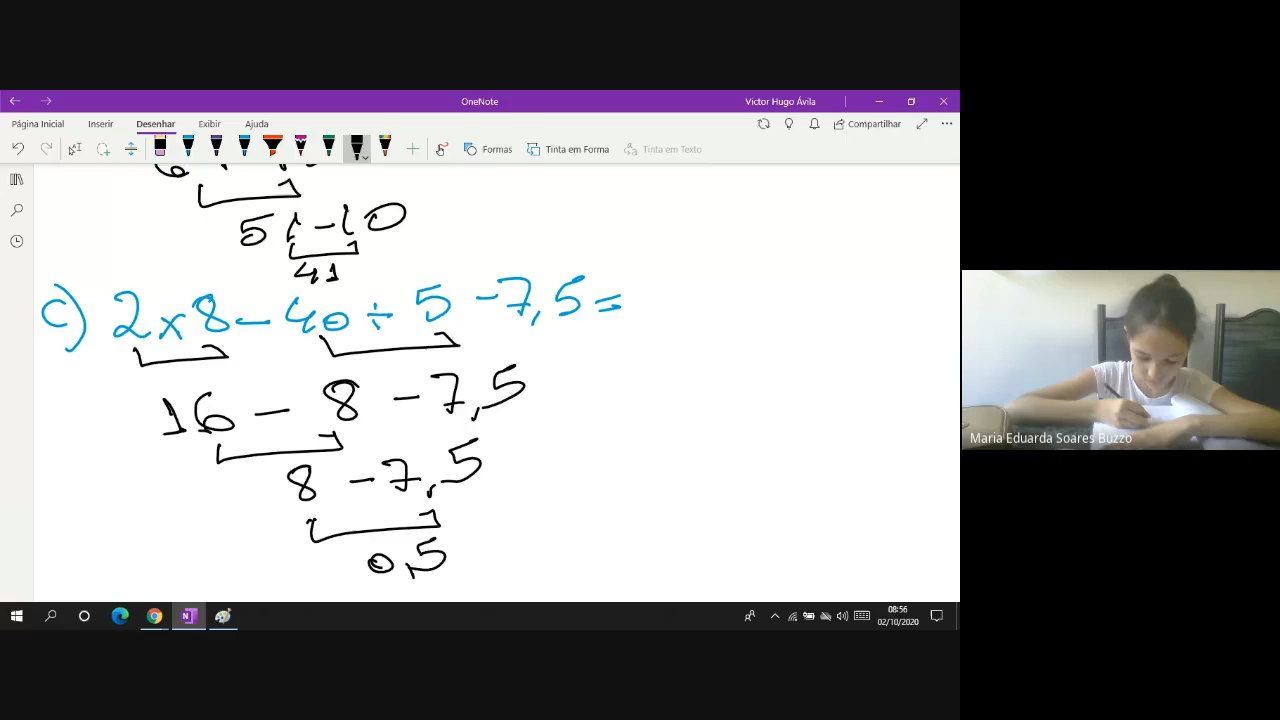 OneNote
Victor Hugo Ávila
Página Inicial Inserir Desenhar Exibir Ajuda
Compartilhar
Formas Tinta em Forma Tinta em Texto
51-10
41
c) 2x8-40÷5-7,5=
16-8-7,5
8-7,5
0,5
Maria Eduarda Soares Buzzo
08:56
02/10/2020